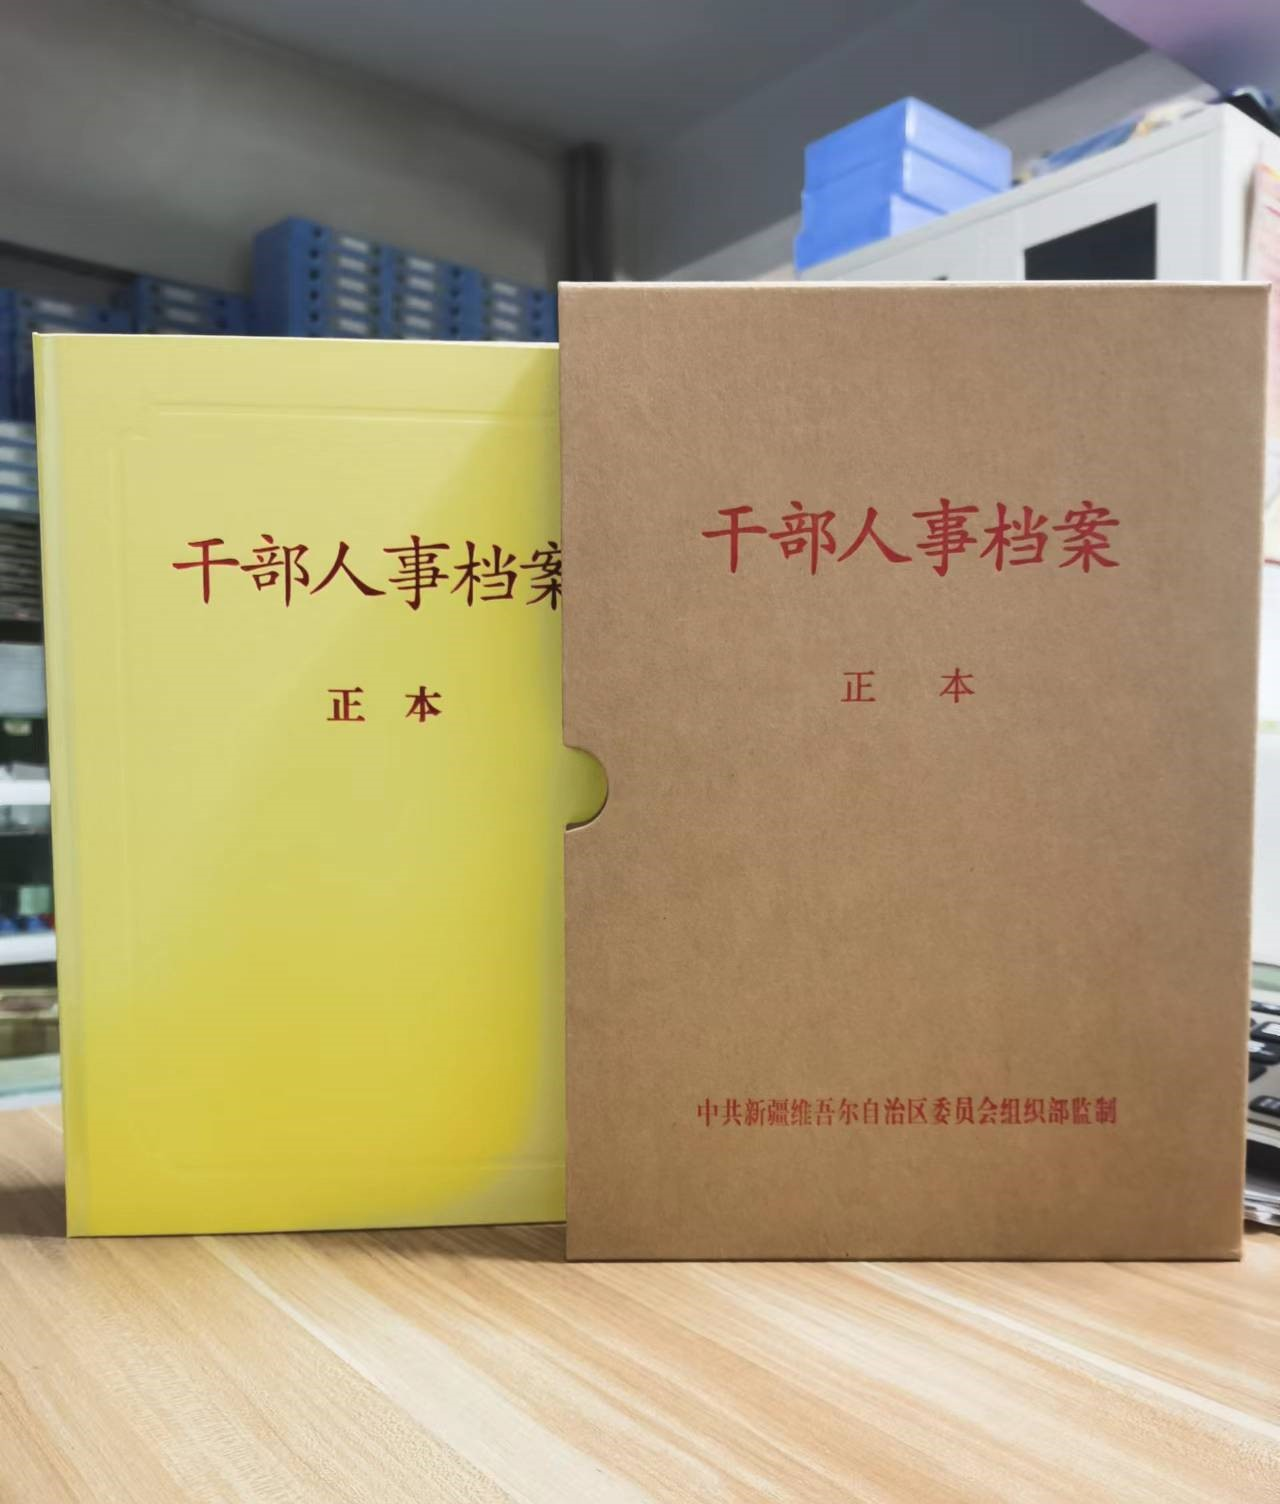 干部人事档案
正本
干部人事档案
正本
中共新疆维吾尔自治区委员会组织部监制